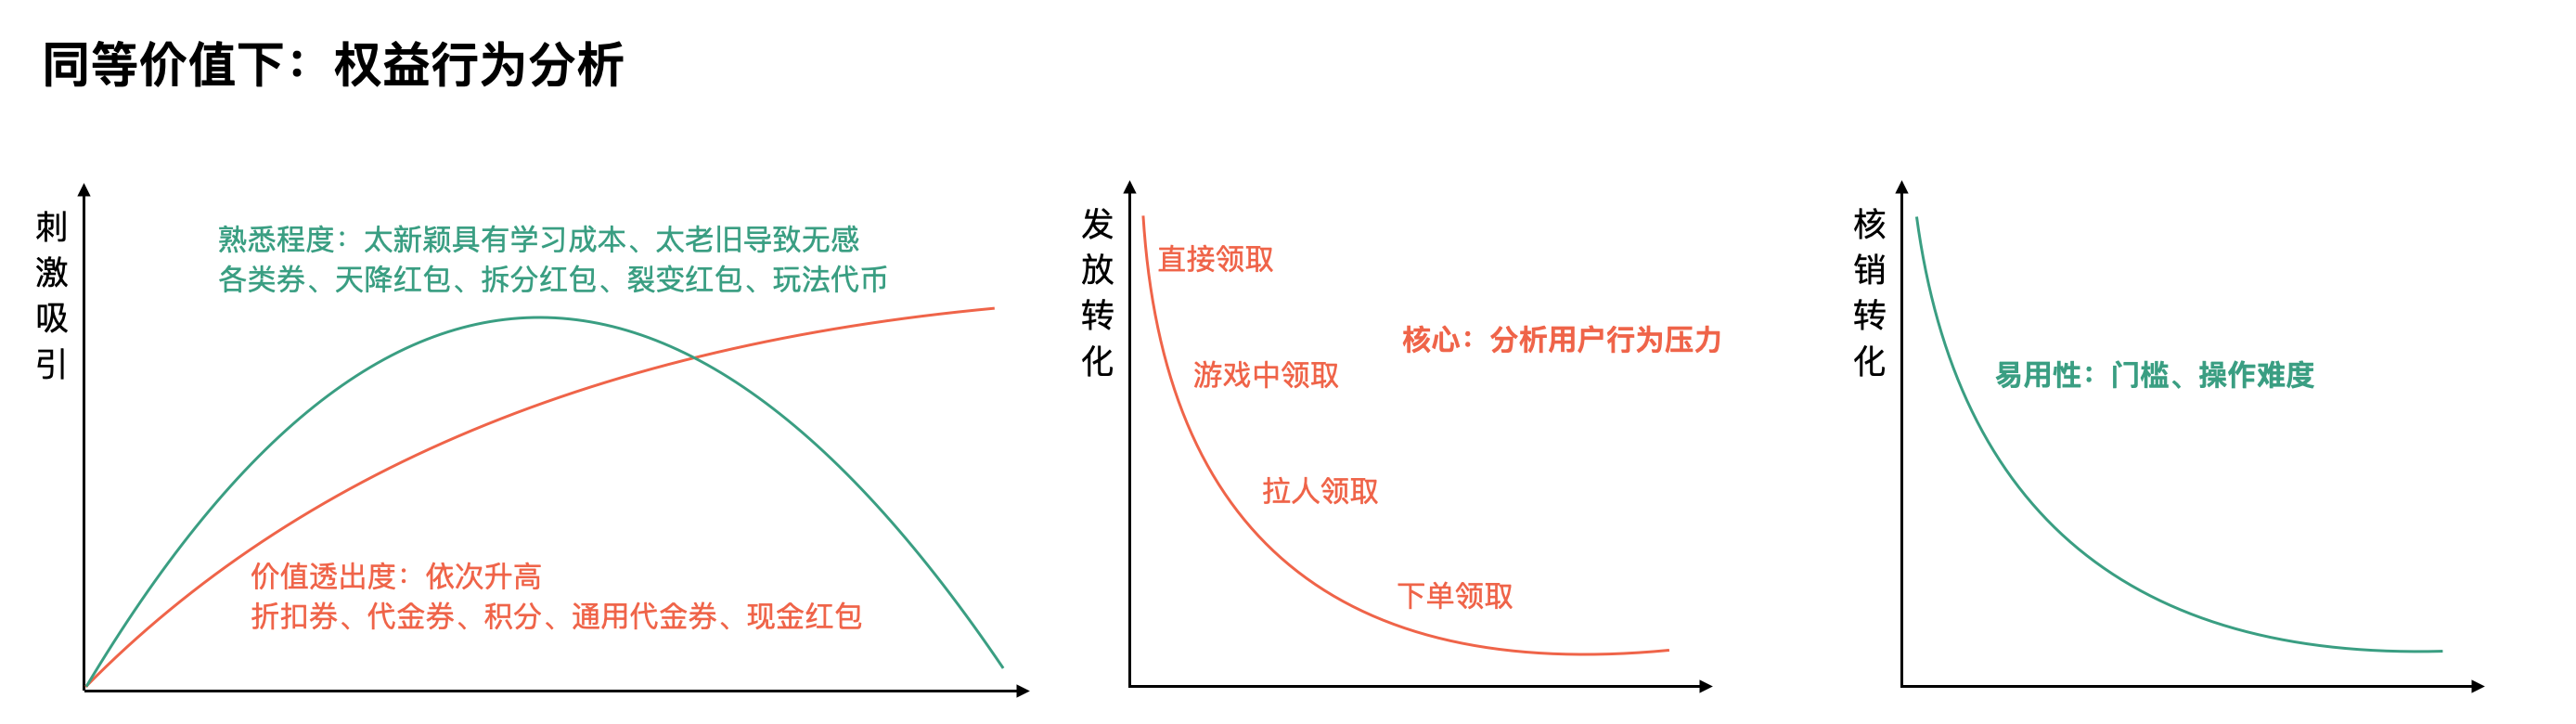 同等价值下：权益行为分析
刺激吸引
熟悉程度：太新颖具有学习成本、太老旧导致无感
各类券、天降红包、拆分红包、裂变红包、玩法代币
价值透出度：依次升高
折扣券、代金券、积分、通用代金券、现金红包
发放转化
直接领取
核心：分析用户行为压力
游戏中领取
拉人领取
下单领取
核销转化
易用性：门槛、操作难度